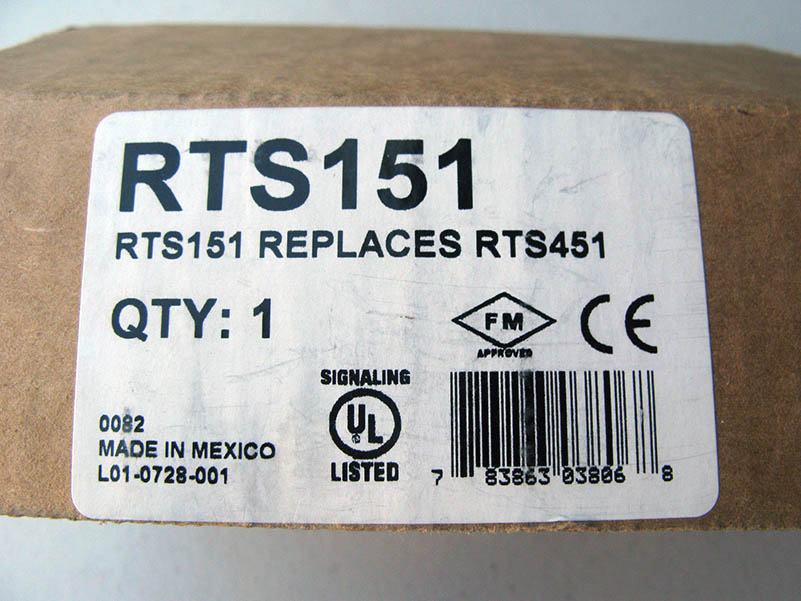 RTS151
RTS151 REPLACES RTS451
QTY: 1
FM
APPROVED
CE
SIGNALING
UL
LISTED
0082
MADE IN MEXICO
L01-0728-001
7 83863 03806 8